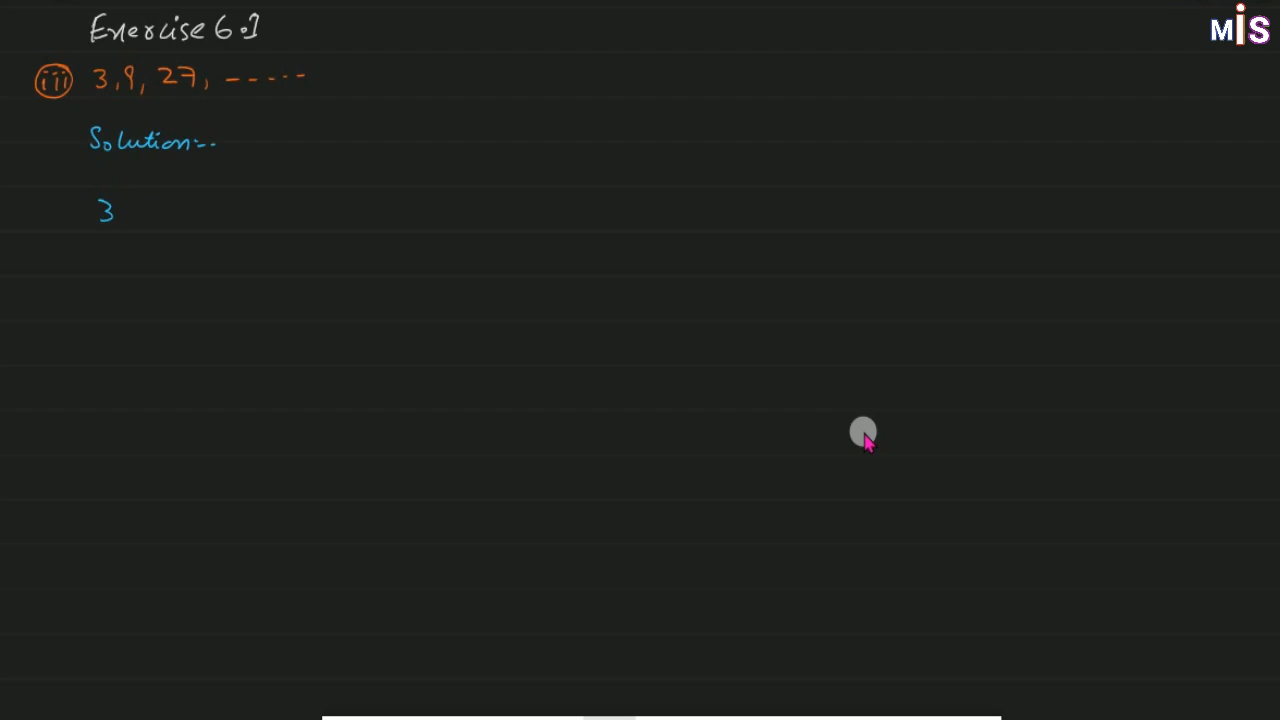 Exercise 6.1
MiS
iii 3, 9, 27, -----
Solution:-
3